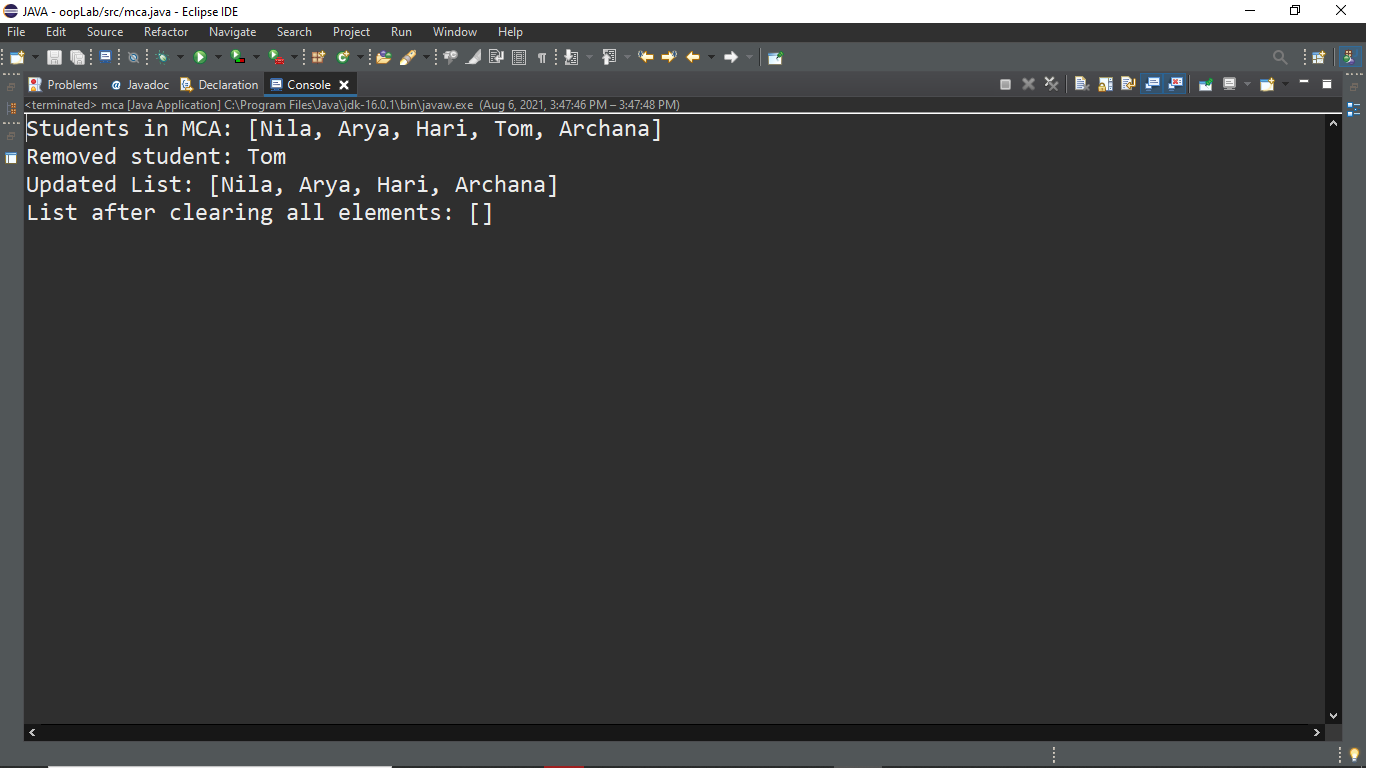 JAVA - oopLab/src/mca.java - Eclipse IDE
File Edit Source Refactor Navigate Search Project Run Window Help
Problems @ Javadoc Declaration Console
<terminated> mca [Java Application] C:\Program Files\Java\jdk-16.0.1\bin\javaw.exe (Aug 6, 2021, 3:47:46 PM – 3:47:48 PM)
Students in MCA: [Nila, Arya, Hari, Tom, Archana]
Removed student: Tom
Updated List: [Nila, Arya, Hari, Archana]
List after clearing all elements: []